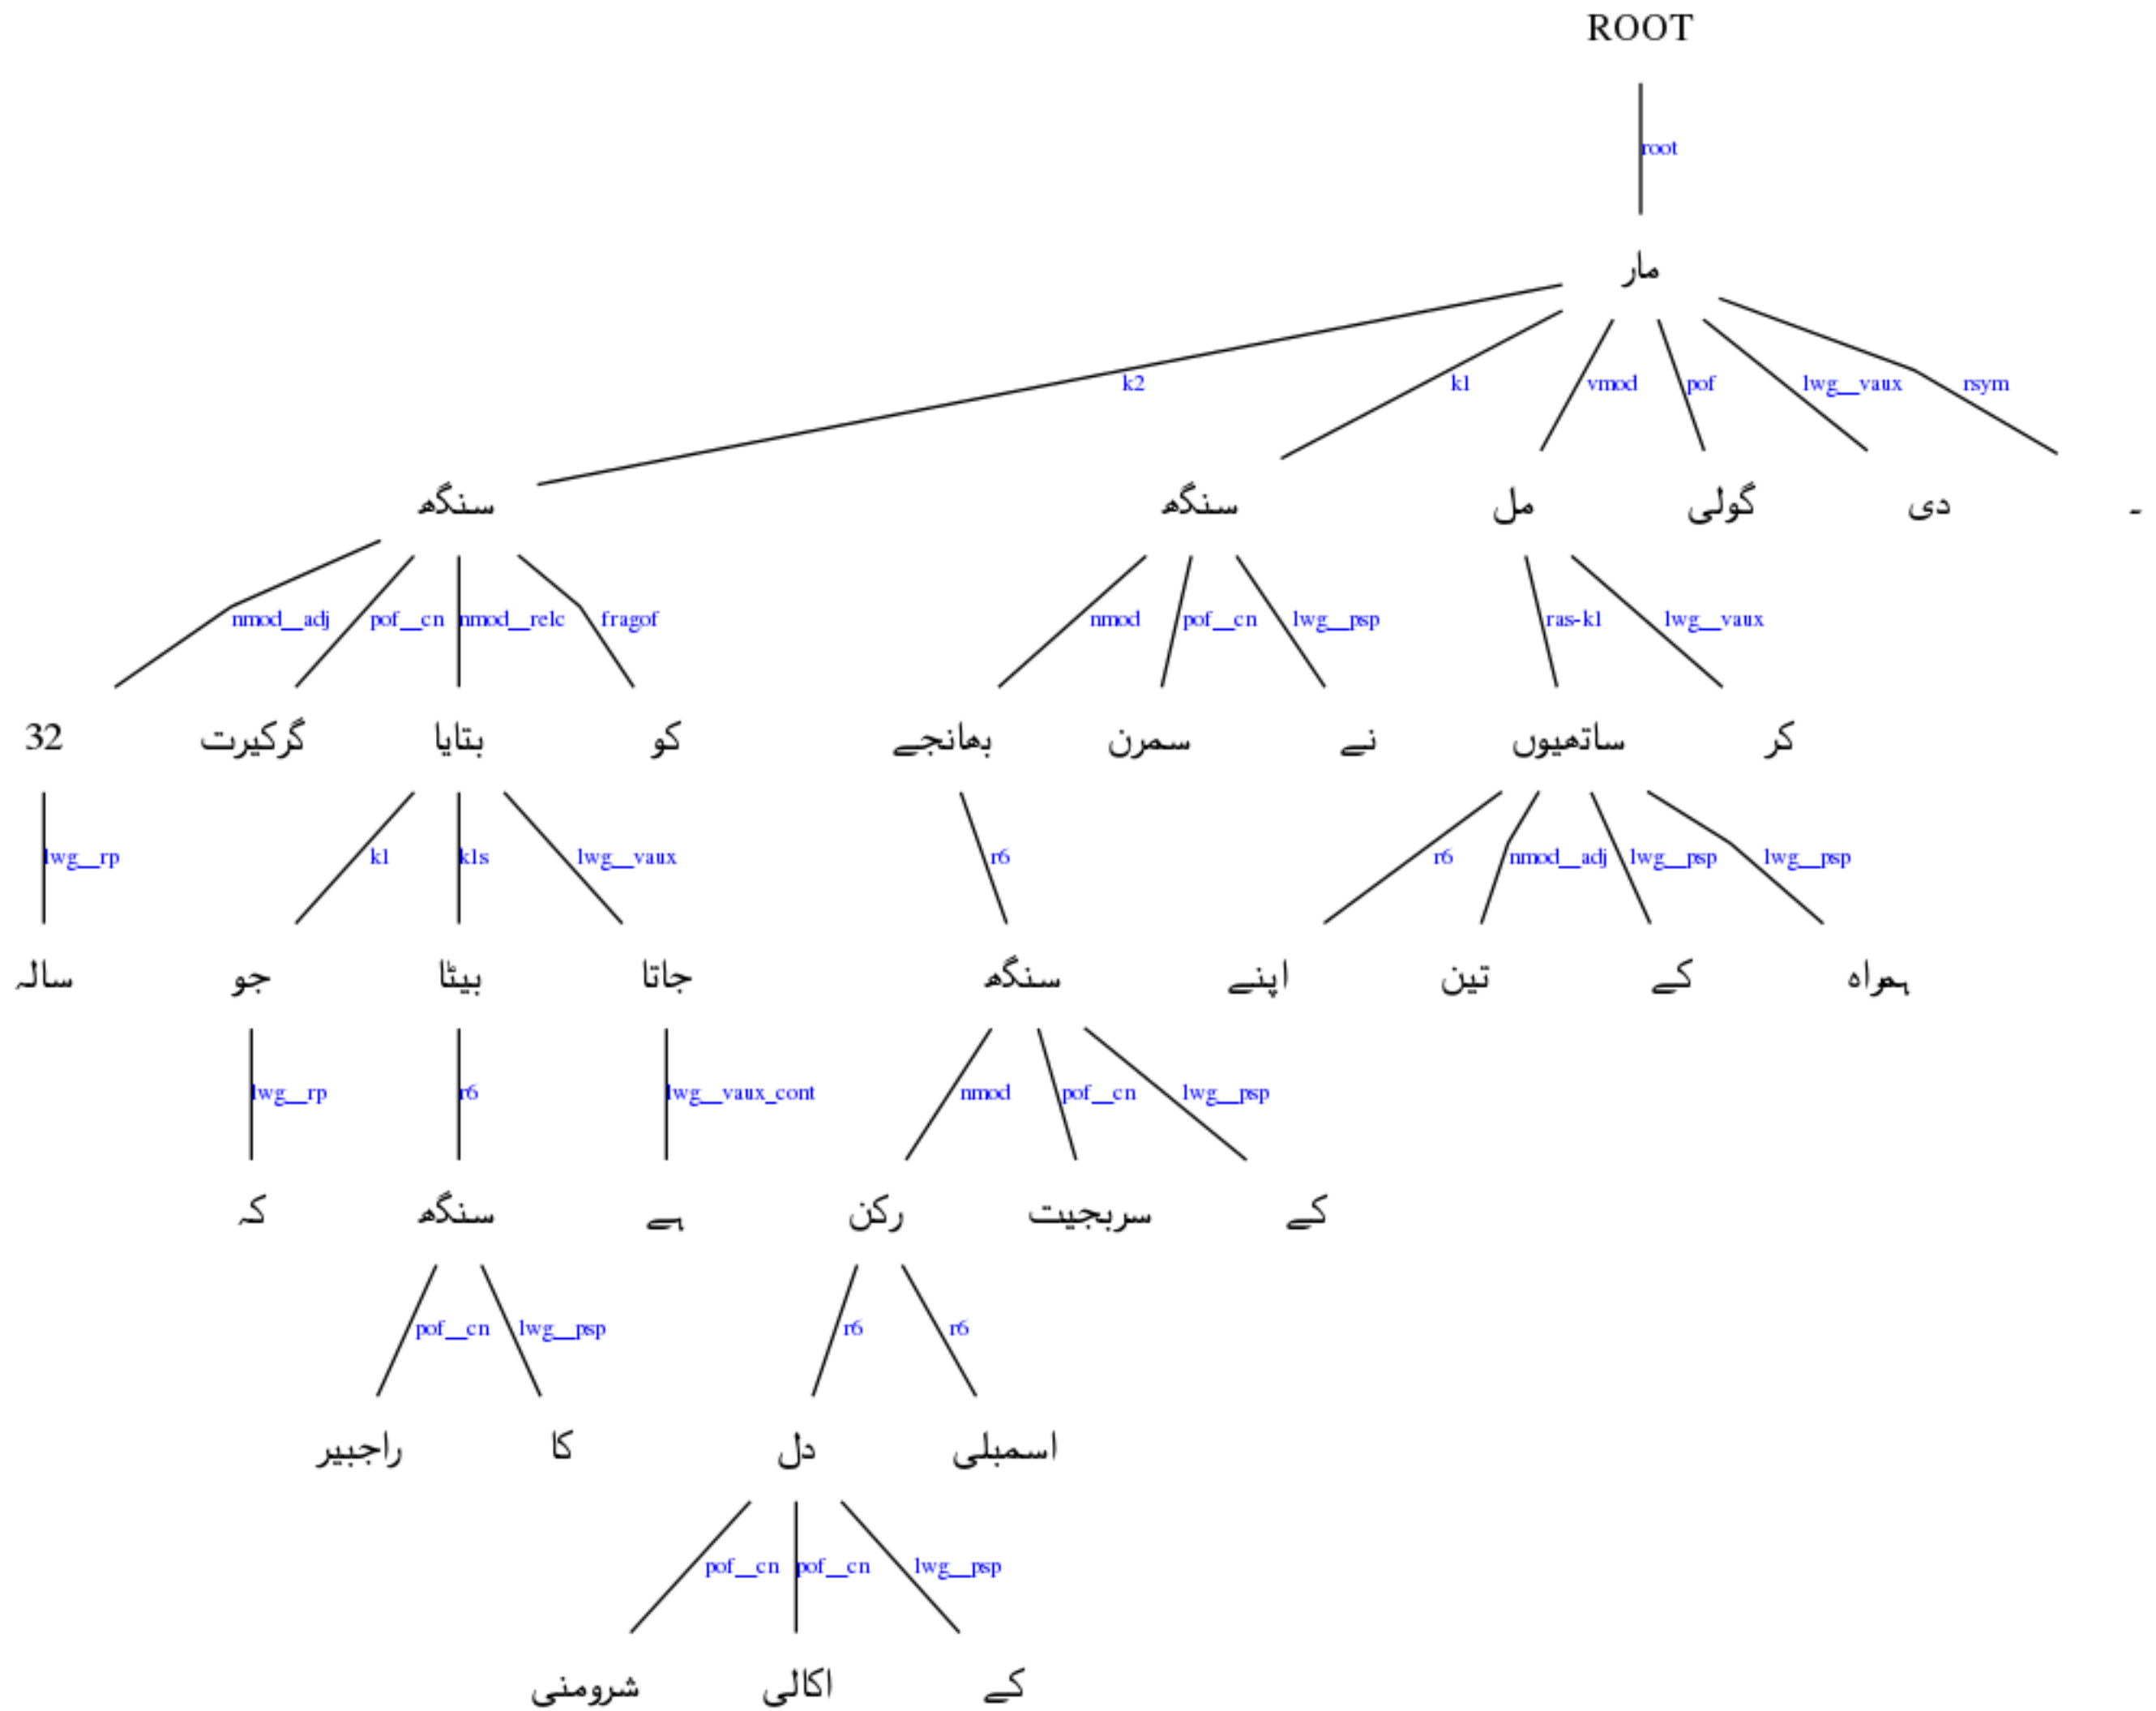 ROOT
root
مار
k2 k1 vmod pof lwg__vaux rsym
سنگھ سنگھ مل گولی دی ۔
nmod__adj pof__cn nmod__relc fragof nmod pof__cn lwg__psp ras-k1 lwg__vaux
32 گرکیرت بتایا کو بھانجے سمرن نے ساتھیوں کر
lwg__rp k1 k1s lwg__vaux r6 r6 nmod__adj lwg__psp lwg__psp
سالہ جو بیٹا جاتا سنگھ اپنے تین کے ہمراہ
lwg__rp r6 lwg__vaux_cont nmod pof__cn lwg__psp
کہ سنگھ ہے رکن سربجیت کے
pof__cn lwg__psp r6 r6
راجبیر کا دل اسمبلی
pof__cn pof__cn lwg__psp
شرومنی اکالی کے